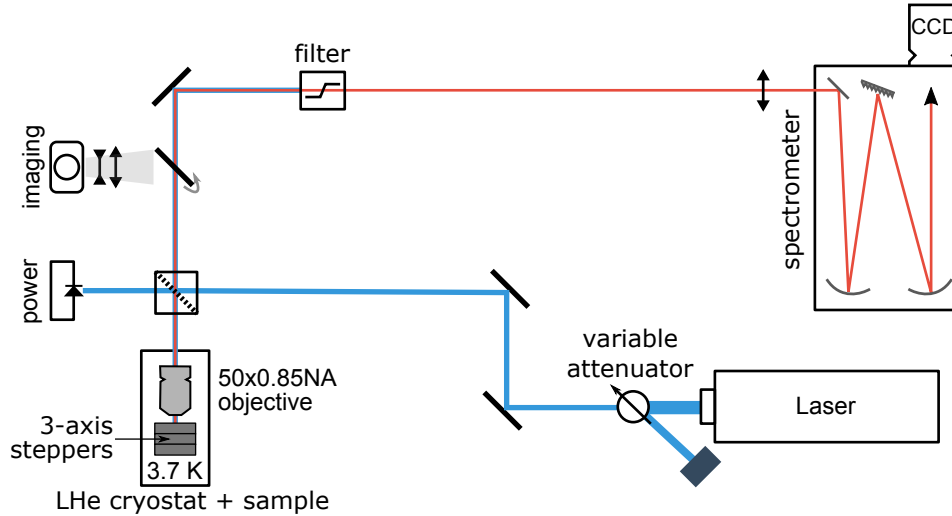 CCD
filter
imaging
spectrometer
power
variable
attenuator
50x0.85NA
objective
Laser
3-axis
steppers
3.7 K
LHe cryostat + sample